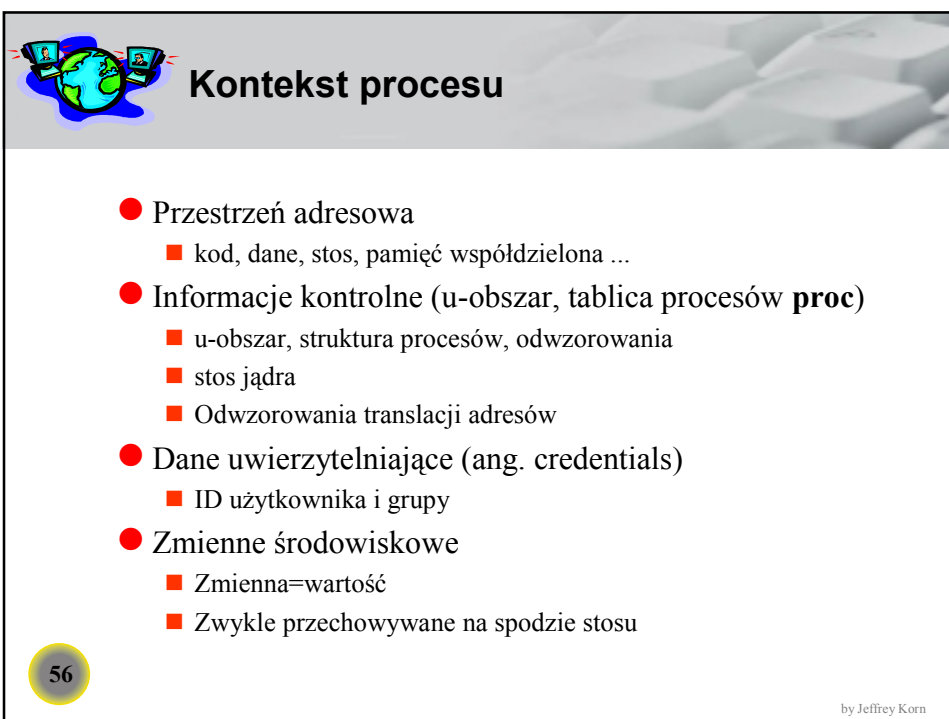 Kontekst procesu
Przestrzeń adresowa
kod, dane, stos, pamięć współdzielona ...
Informacje kontrolne (u-obszar, tablica procesów proc)
u-obszar, struktura procesów, odwzorowania
stos jądra
Odwzorowania translacji adresów
Dane uwierzytelniające (ang. credentials)
ID użytkownika i grupy
Zmienne środowiskowe
Zmienna=wartość
Zwykle przechowywane na spodzie stosu
56
by Jeffrey Korn